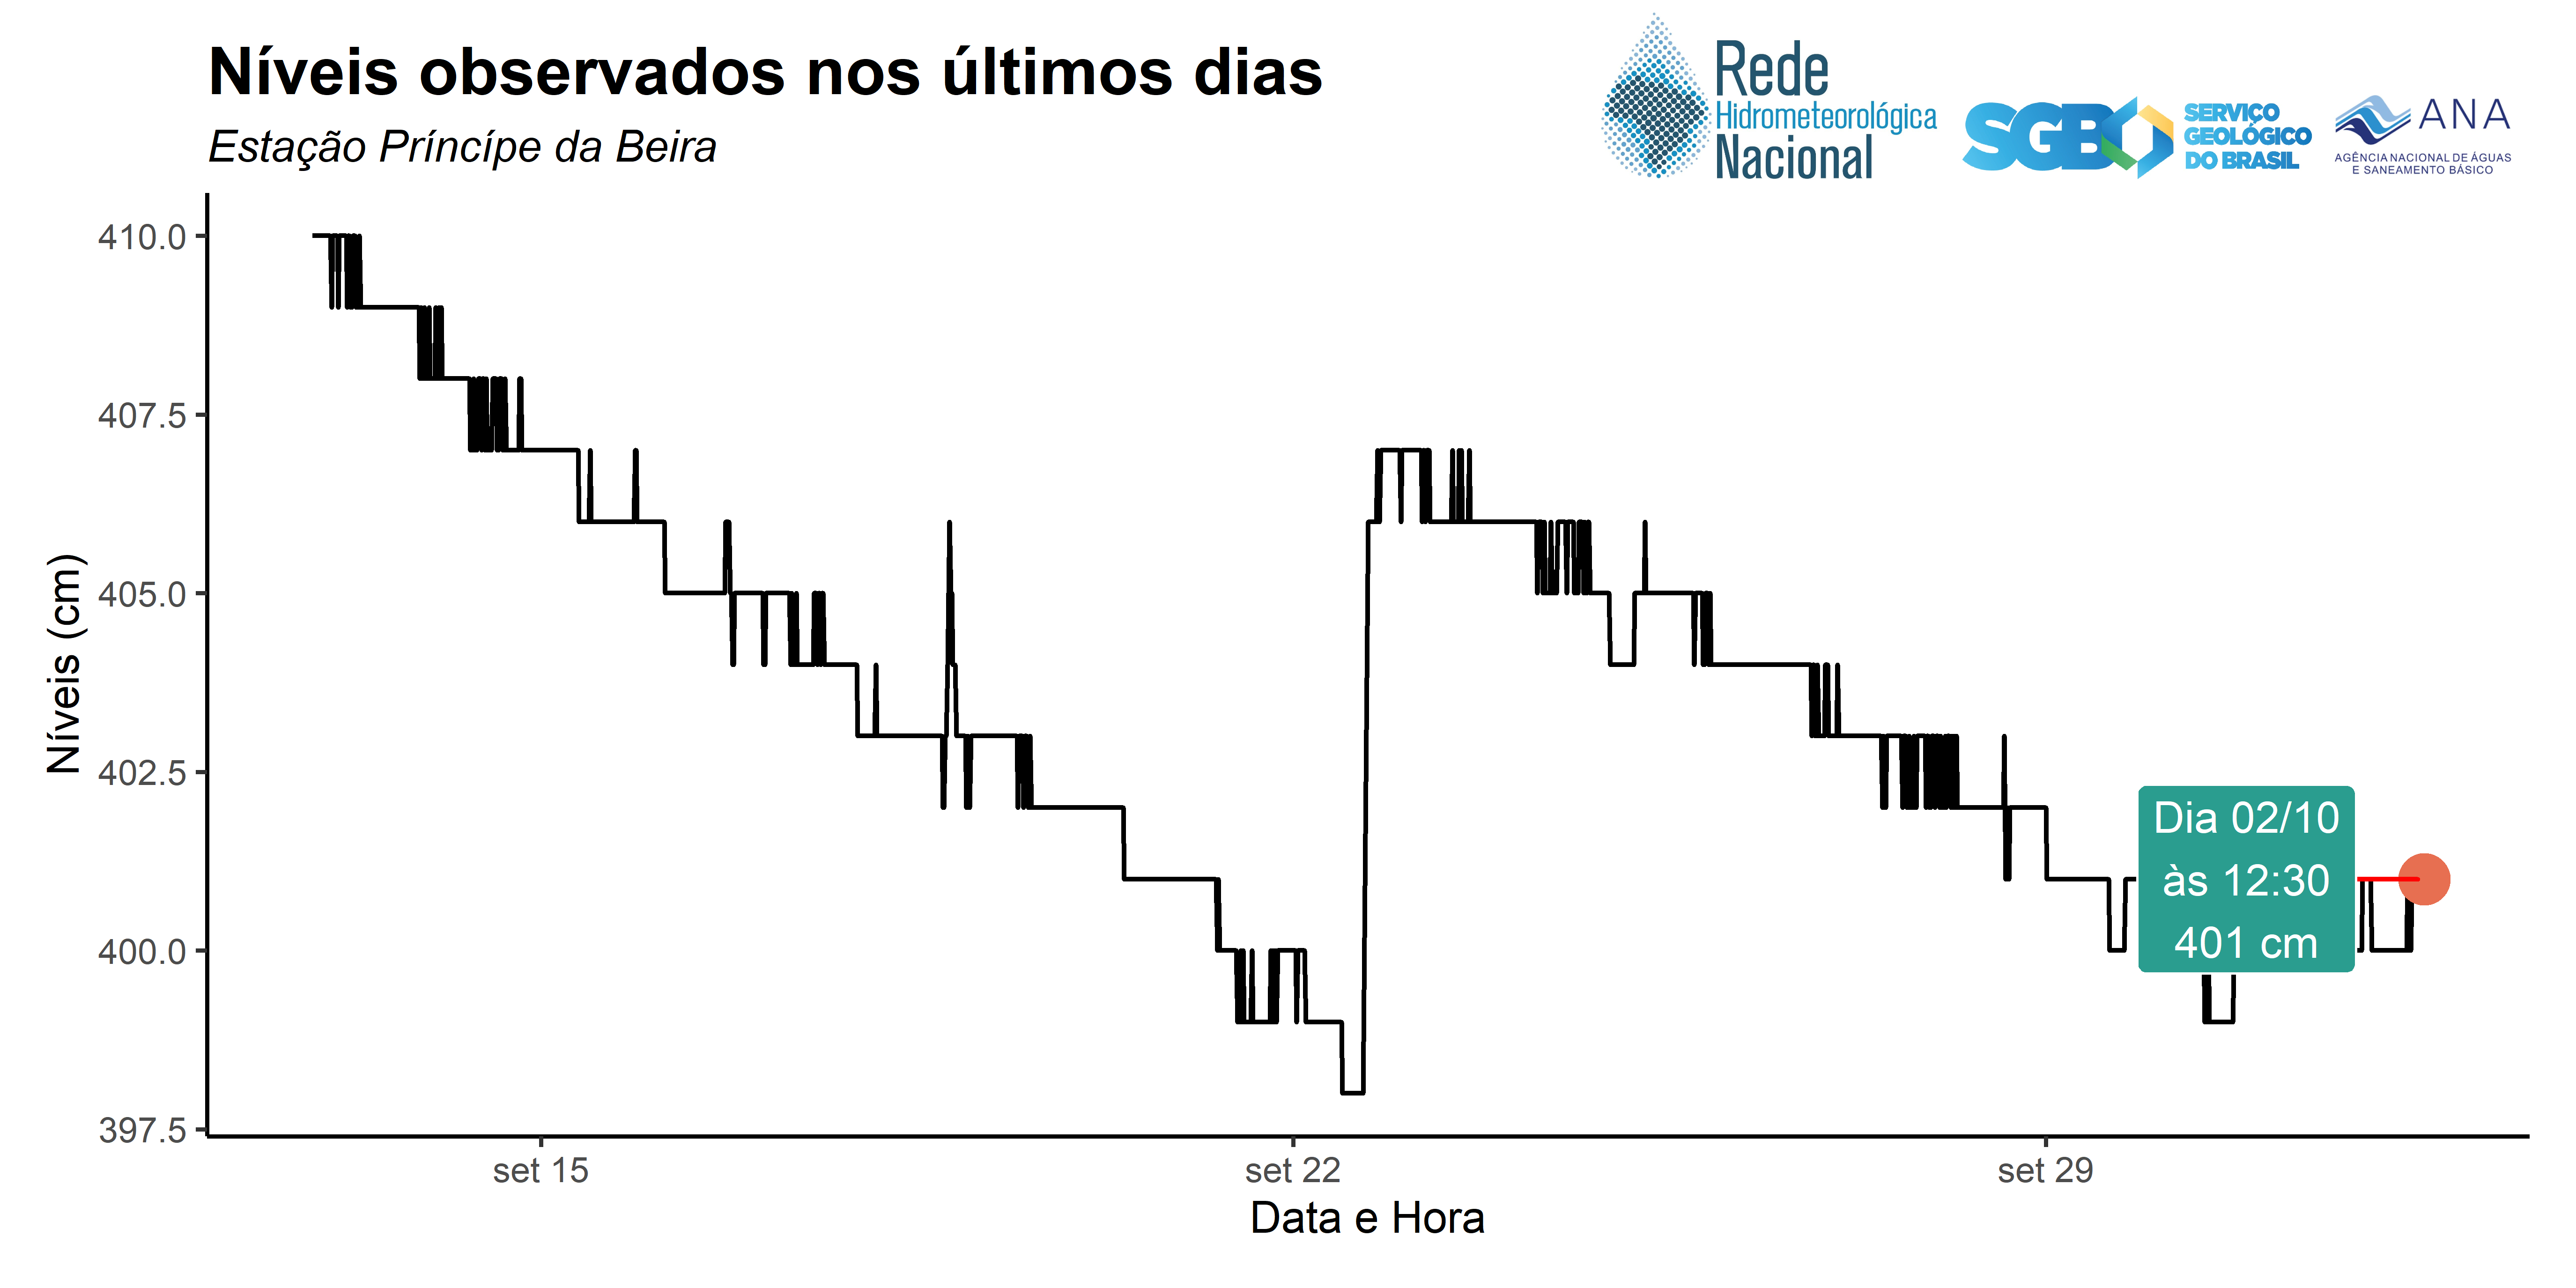 Níveis observados nos últimos dias
Estação Príncípe da Beira
Rede
Hidrometeorológica
Nacional
SGB
SERVIÇO
GEOLÓGICO
DO BRASIL
ANA
AGÊNCIA NACIONAL DE ÁGUAS
E SANEAMENTO BÁSICO
Níveis (cm)
410.0
407.5
405.0
402.5
400.0
397.5
Dia 02/10
às 12:30
401 cm
set 15
set 22
set 29
Data e Hora